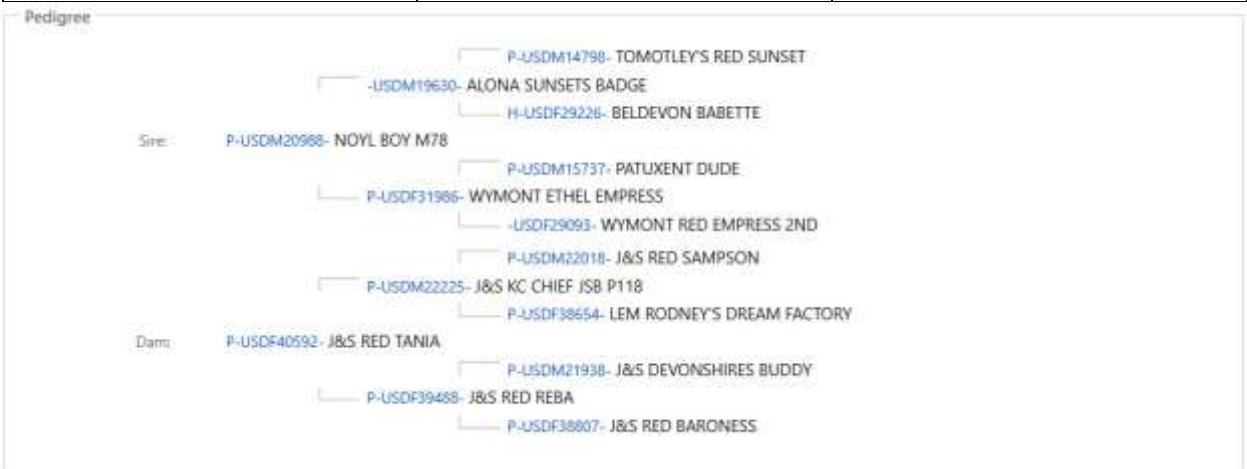 Pedigree
P-USDM14798- TOMOTLEY'S RED SUNSET
-USDM19630- ALONA SUNSETS BADGE
H-USDF29226- BELDEVON BABETTE
Sire: P-USDM20988- NOYL BOY M78
P-USDM15737- PATUXENT DUDE
P-USDF31986- WYMONT ETHEL EMPRESS
-USDF29093- WYMONT RED EMPRESS 2ND
P-USDM22018- J&S RED SAMPSON
P-USDM22225- J&S KC CHIEF JSB P118
P-USDF38654- LEM RODNEY'S DREAM FACTORY
Dam: P-USDF40592- J&S RED TANIA
P-USDM21938- J&S DEVONSHIRES BUDDY
P-USDF39488- J&S RED REBA
P-USDF38807- J&S RED BARONESS